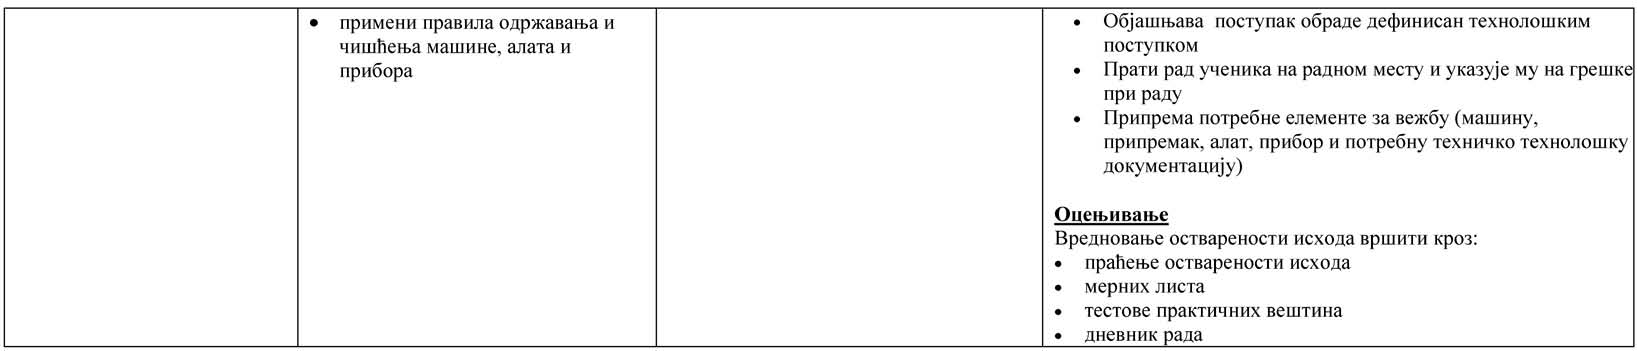 примени правила одржавања и
чишћења машине, алата и
прибора
Објашњава поступак обраде дефинисан технолошким
поступком
Прати рад ученика на радном месту и указује му на грешке
при раду
Припрема потребне елементе за вежбу (машину,
припремак, алат, прибор и потребну техничко технолошку
документацију)
Оцењивање
Вредновање остварености исхода вршити кроз:
праћење остварености исхода
мерних листа
тестове практичних вештина
дневник рада